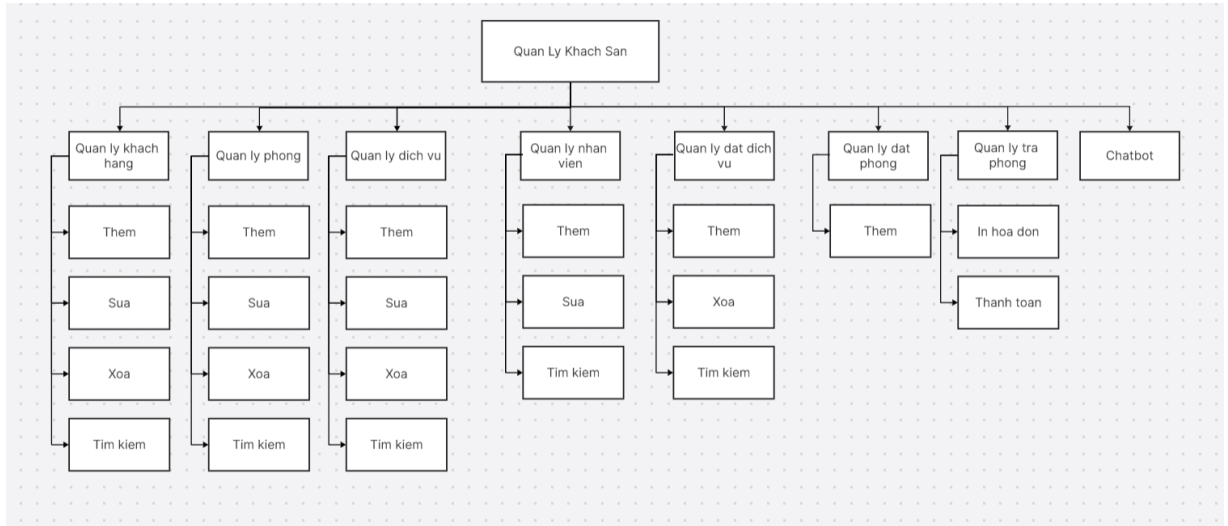 Quan Ly Khach San
Quan ly khach
hang
Quan ly phong
Quan ly dich vu
Quan ly nhan
vien
Quan ly dat dich
vu
Quan ly dat
phong
Quan ly tra
phong
Chatbot
Them
Them
Them
Them
Them
Them
In hoa don
Sua
Sua
Sua
Sua
Xoa
Thanh toan
Xoa
Xoa
Xoa
Tim kiem
Tim kiem
Tim kiem
Tim kiem
Tim kiem